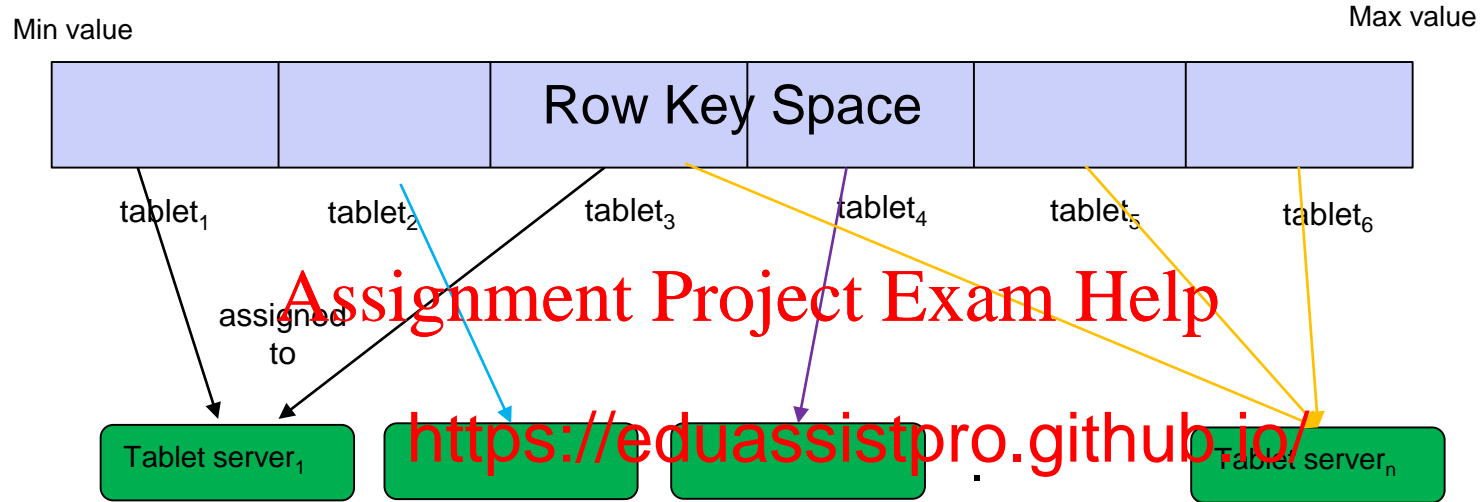 Min value
Max value
Row Key Space
tablet1
tablet2
tablet3
tablet4
tablet5
tablet6
Assignment Project Exam Help
assigned
to
https://eduassistpro.github.io/
Tablet server1
.
Tablet servern